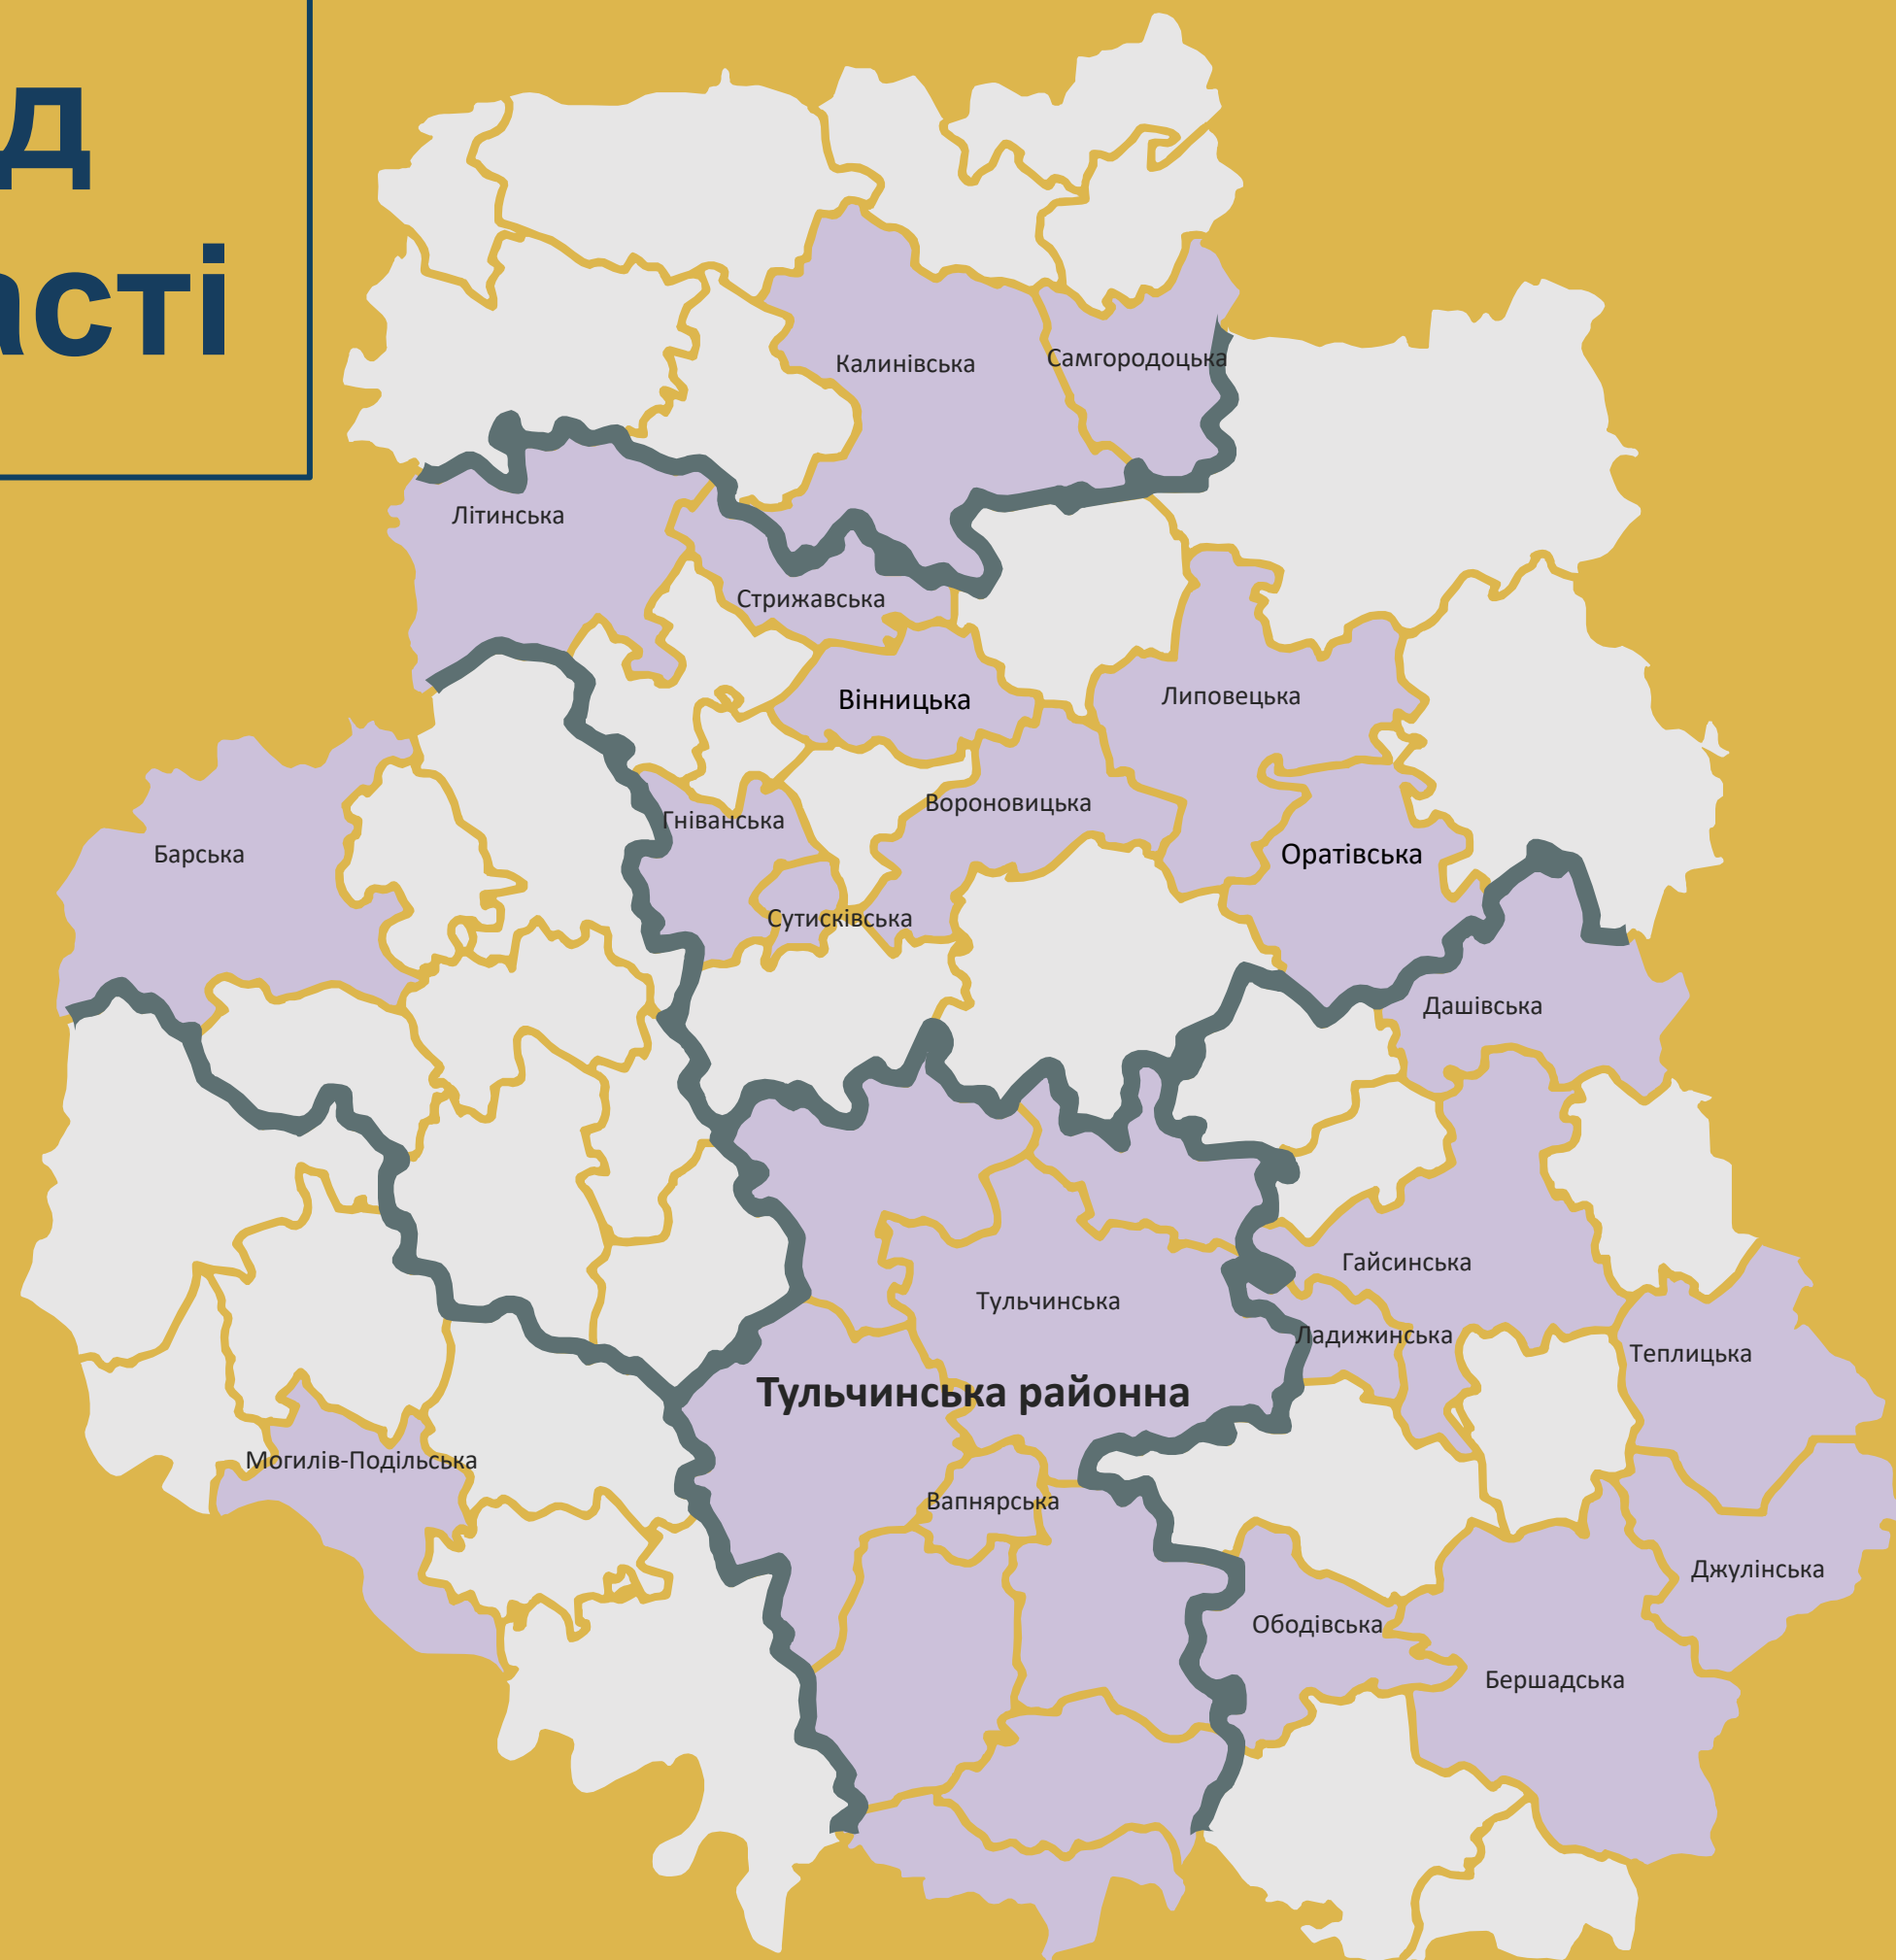 д
асті
Калинівська
Самгородоцька
Літинська
Стрижавська
Вінницька
Липовецька
Вороновицька
Гніванська
Барська
Оратівська
Сутисківська
Дашівська
Гайсинська
Тульчинська
Ладижинська
Теплицька
Тульчинська районна
Могилів-Подільська
Вапнярська
Джулінська
Ободівська
Бершадська